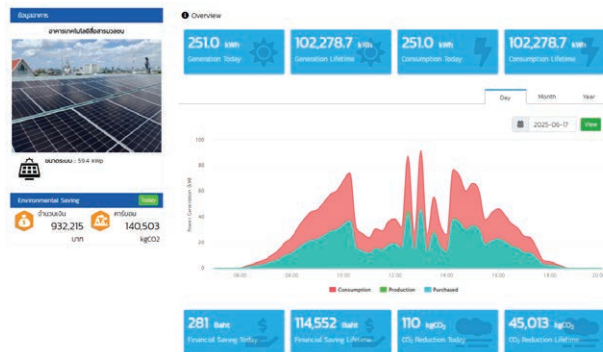 ข้อมูลอาคาร
อาคารเทคโนโลยีสื่อสารมวลชน
ขนาดระบบ : 59.4 kWp
Environmental Saving
Today
จำนวนเงิน
932,215
บาท
คาร์บอน
140,503
kgCO2
Overview
251.0 kWh
Generation Today
102,278.7 kWh
Generation Lifetime
251.0 kWh
Consumption Today
102,278.7 kWh
Consumption Lifetime
Day Month Year
2025-06-17 View
Power Generation (kW)
100
80
60
40
20
0
06:00 08:00 10:00 12:00 14:00 16:00 18:00 20:00
Consumption Production Purchased
281 Baht
Financial Saving Today
114,552 Baht
Financial Saving Lifetime
110 kgCO₂
CO₂ Reduction Today
45,013 kgCO₂
CO₂ Reduction Lifetime